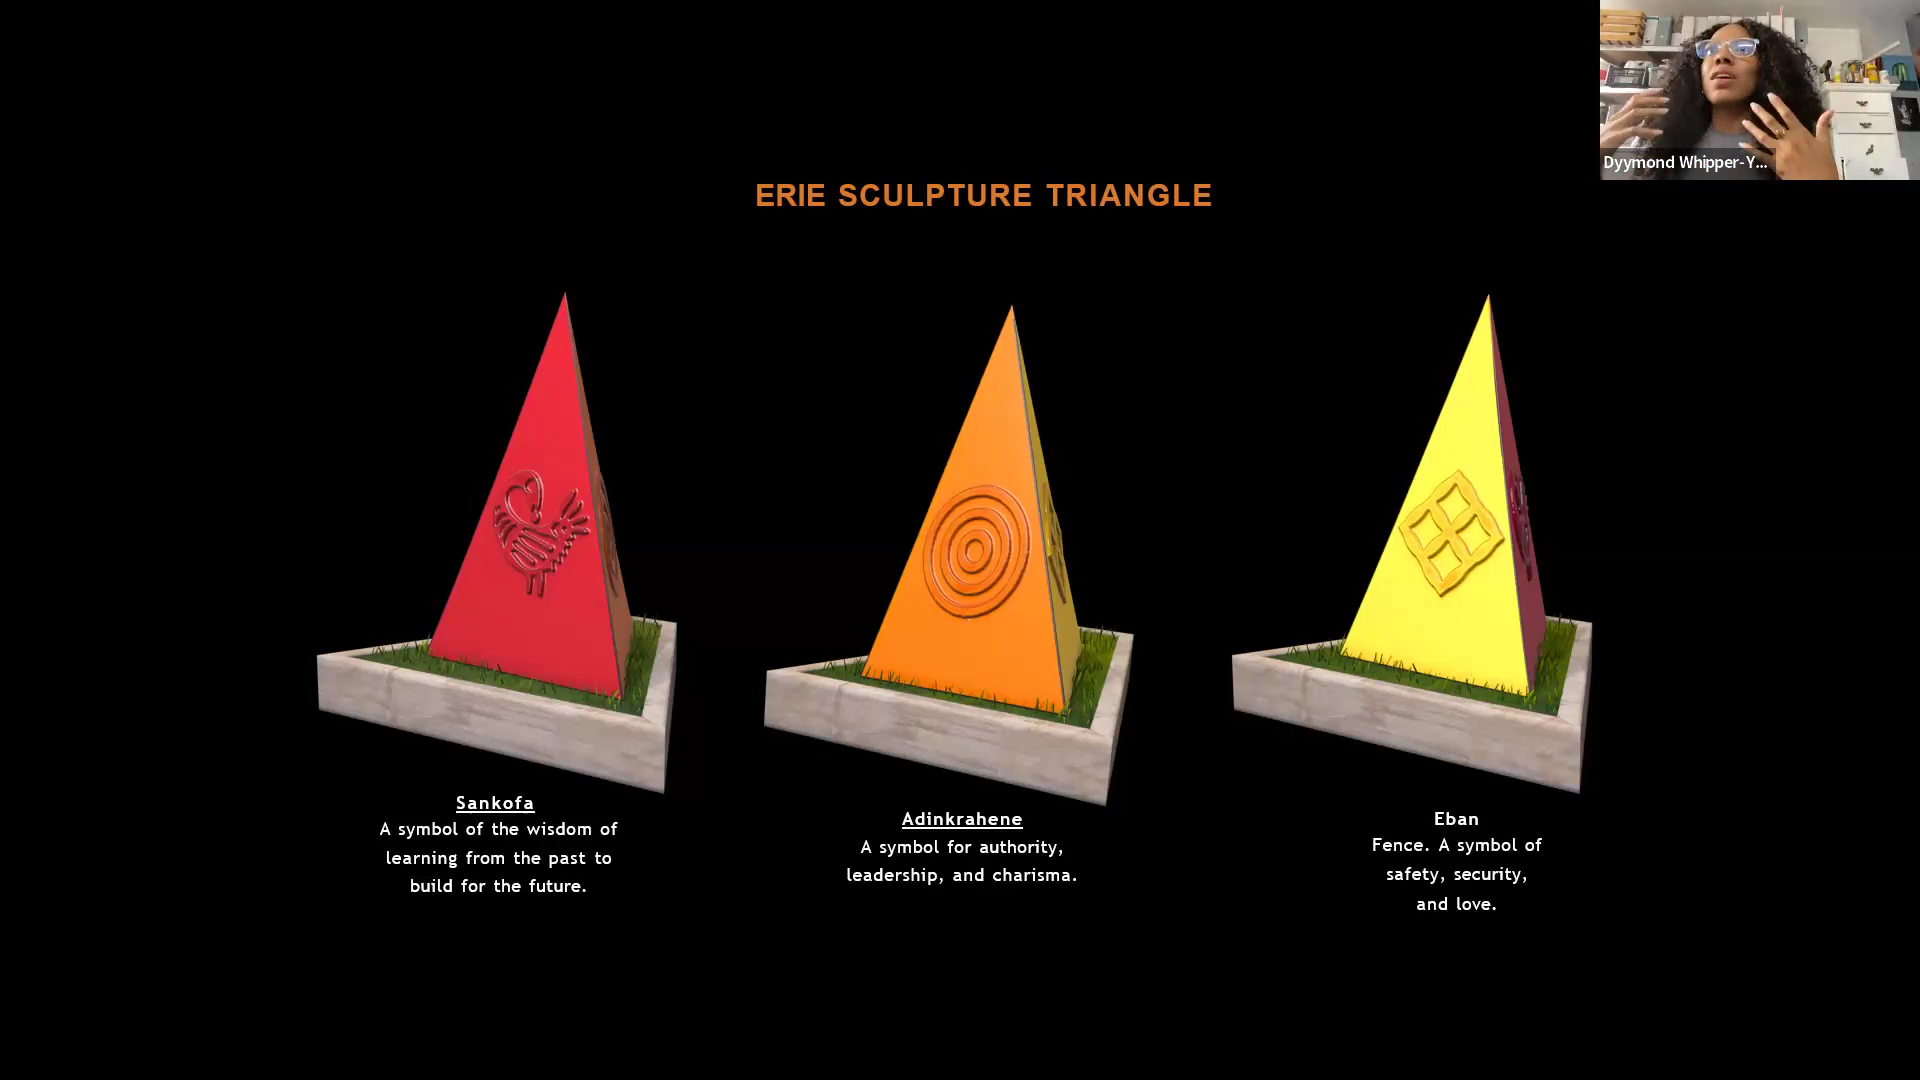 Dyymond Whipper-Y...
ERIE SCULPTURE TRIANGLE
Sankofa
A symbol of the wisdom of
learning from the past to
build for the future.
Adinkrahene
A symbol for authority,
leadership, and charisma.
Eban
Fence. A symbol of
safety, security,
and love.